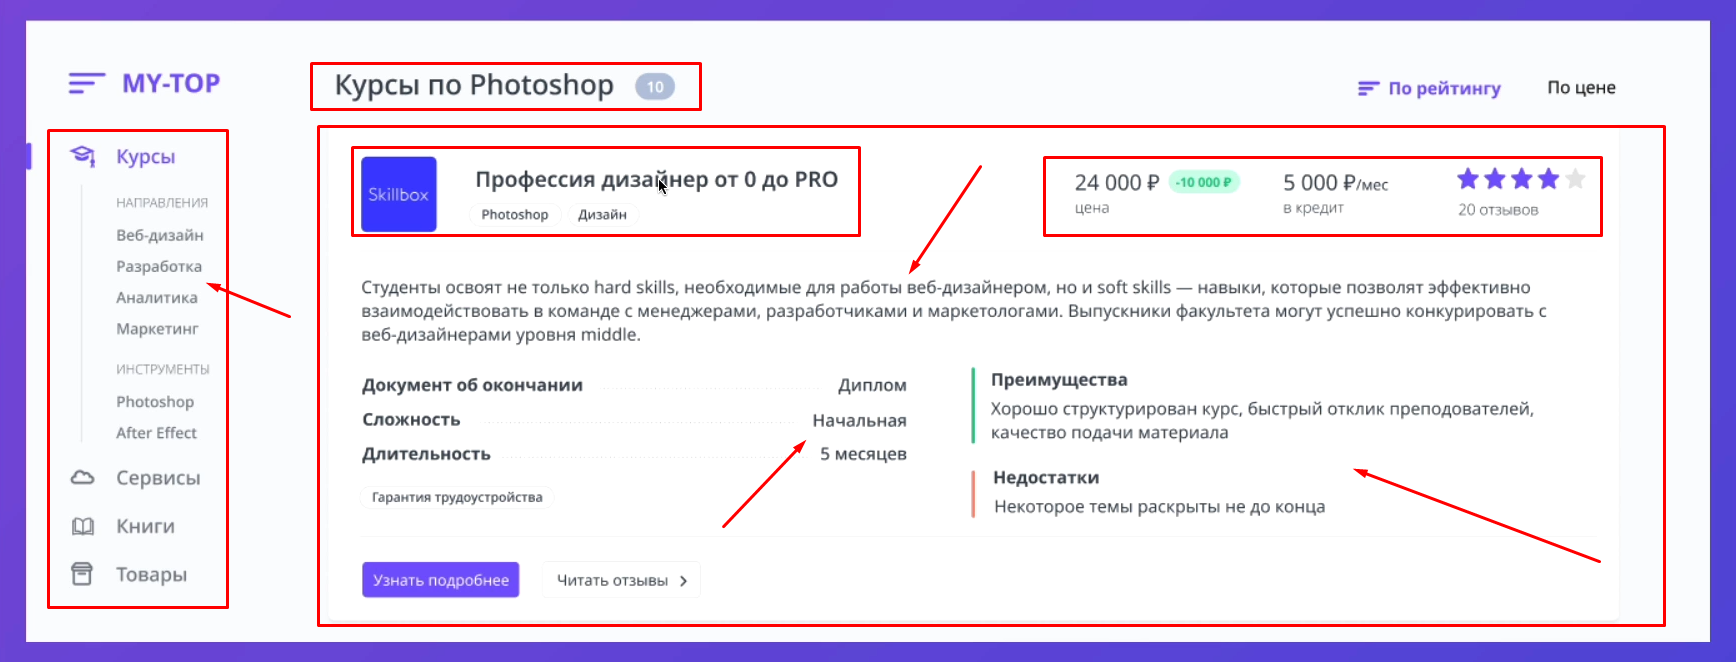 MY-TOP
Курсы
НАПРАВЛЕНИЯ
Веб-дизайн
Разработка
Аналитика
Маркетинг
ИНСТРУМЕНТЫ
Photoshop
After Effect
Сервисы
Книги
Товары
Курсы по Photoshop 10
По рейтингу По цене
Skillbox
Профессия дизайнер от 0 до PRO
Photoshop Дизайн
24 000 ₽ -10 000 ₽
цена
5 000 ₽/мес
в кредит
20 отзывов
Студенты освоят не только hard skills, необходимые для работы веб-дизайнером, но и soft skills — навыки, которые позволят эффективно
взаимодействовать в команде с менеджерами, разработчиками и маркетологами. Выпускники факультета могут успешно конкурировать с
веб-дизайнерами уровня middle.
Документ об окончании Диплом
Сложность Начальная
Длительность 5 месяцев
Гарантия трудоустройства
Преимущества
Хорошо структурирован курс, быстрый отклик преподователей,
качество подачи материала
Недостатки
Некоторое темы раскрыты не до конца
Узнать подробнее Читать отзывы